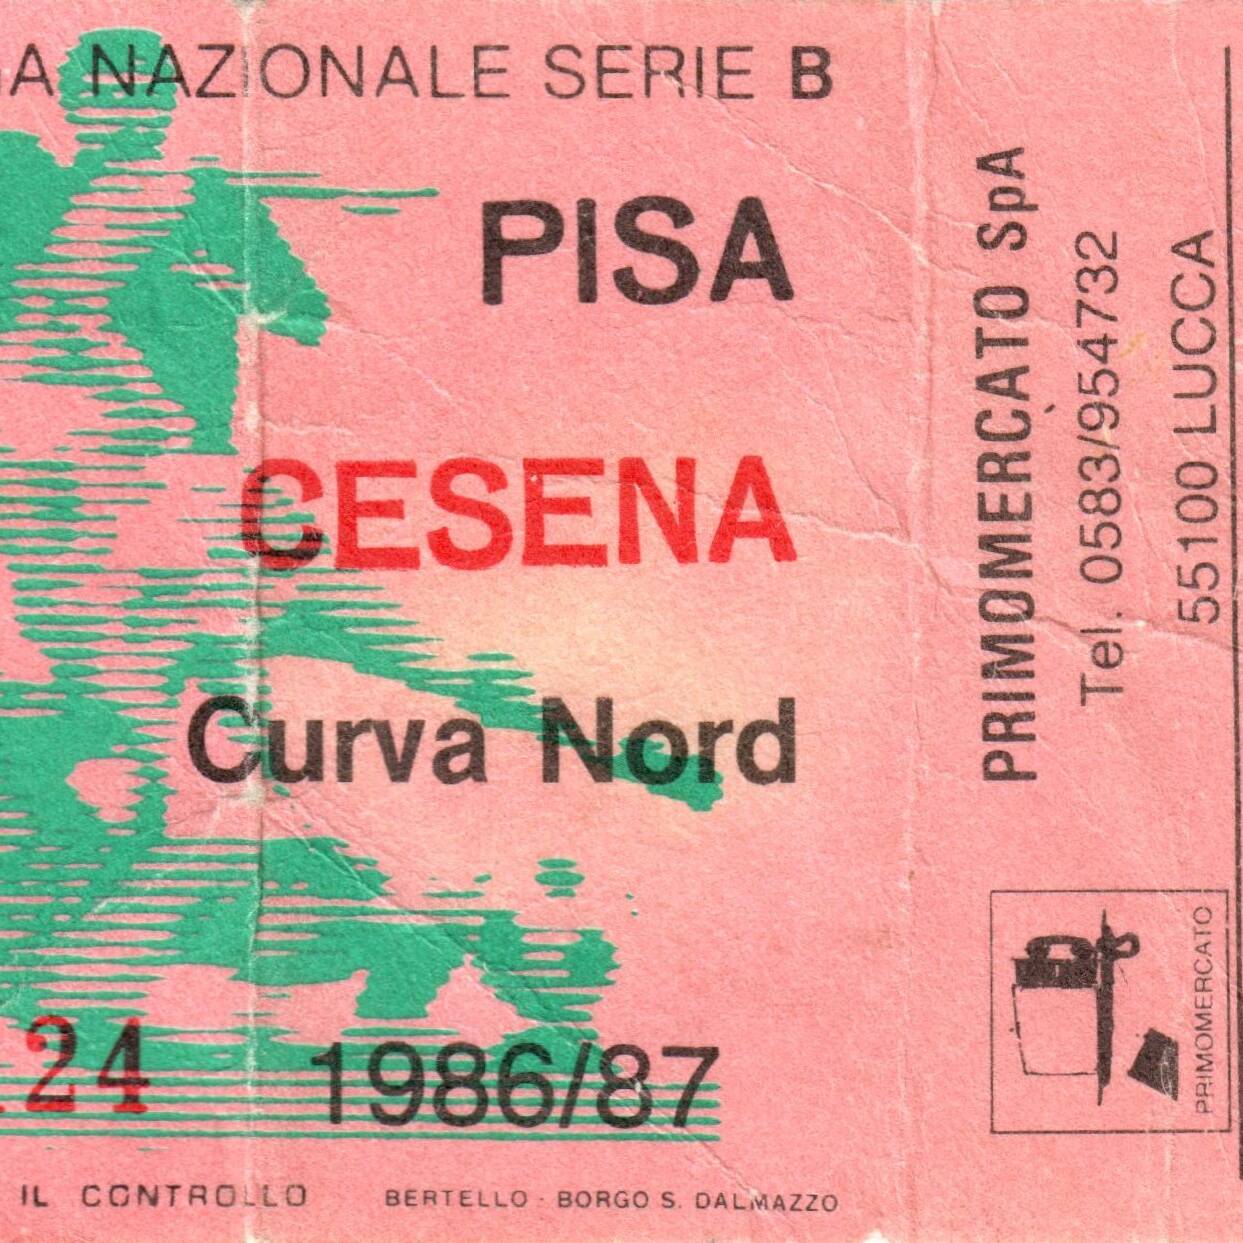 NAZIONALE SERIE B
PISA
CESENA
Curva Nord
24 1986/87
IL CONTROLLO BERTELLO - BORGO S. DALMAZZO
PRIMOMERCATO SpA
Tel. 0583/954732
55100 LUCCA
PRIMOMERCATO